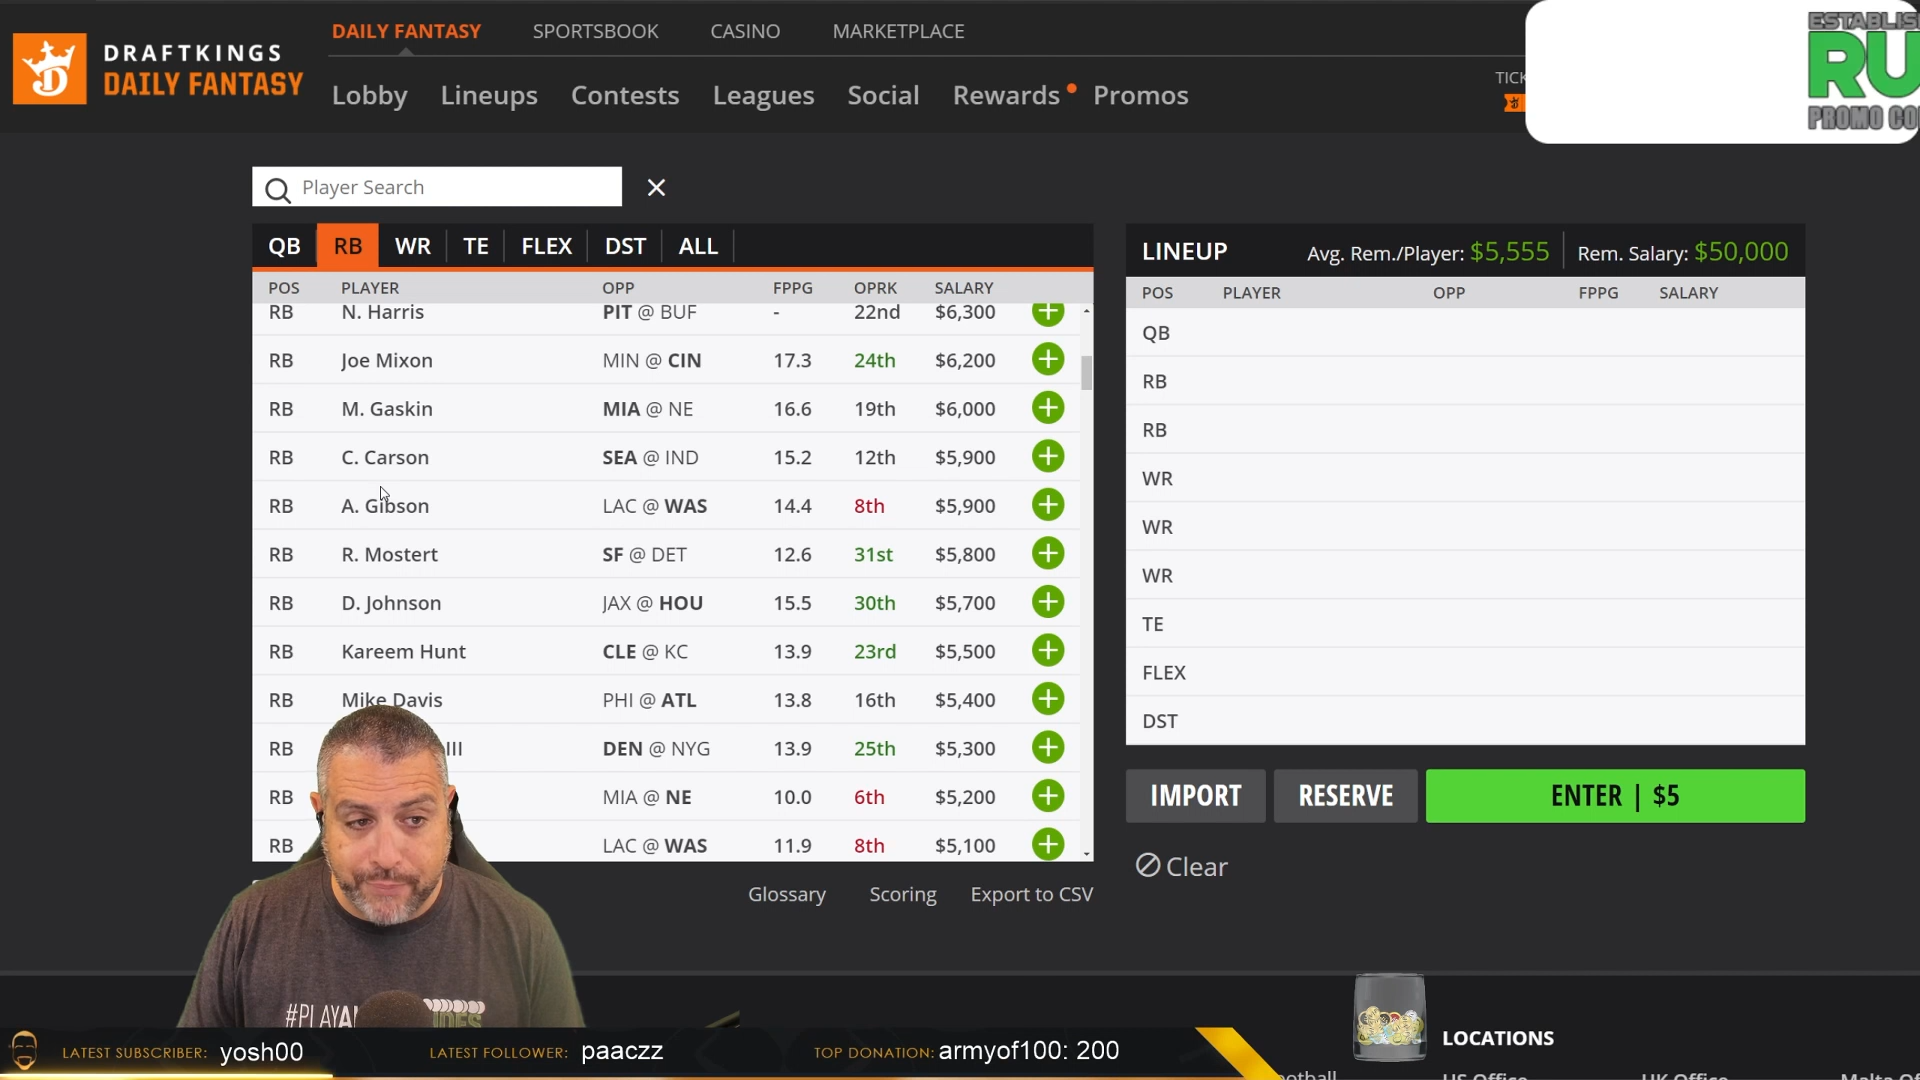 DRAFTKINGS
DAILY FANTASY
DAILY FANTASY SPORTSBOOK CASINO MARKETPLACE
Lobby Lineups Contests Leagues Social Rewards Promos
ESTABLIS
RU
PROMO CO
Player Search
QB RB WR TE FLEX DST ALL
POS PLAYER OPP FPPG OPRK SALARY
RB N. Harris PIT @ BUF - 22nd $6,300
RB Joe Mixon MIN @ CIN 17.3 24th $6,200
RB M. Gaskin MIA @ NE 16.6 19th $6,000
RB C. Carson SEA @ IND 15.2 12th $5,900
RB A. Gibson LAC @ WAS 14.4 8th $5,900
RB R. Mostert SF @ DET 12.6 31st $5,800
RB D. Johnson JAX @ HOU 15.5 30th $5,700
RB Kareem Hunt CLE @ KC 13.9 23rd $5,500
RB Mike Davis PHI @ ATL 13.8 16th $5,400
RB III DEN @ NYG 13.9 25th $5,300
RB MIA @ NE 10.0 6th $5,200
RB LAC @ WAS 11.9 8th $5,100
Glossary Scoring Export to CSV
LINEUP Avg. Rem./Player: $5,555 Rem. Salary: $50,000
POS PLAYER OPP FPPG SALARY
QB
RB
RB
WR
WR
WR
TE
FLEX
DST
IMPORT RESERVE ENTER | $5
Clear
LATEST SUBSCRIBER: yosh00 LATEST FOLLOWER: paaczz TOP DONATION: armyof100: 200
LOCATIONS